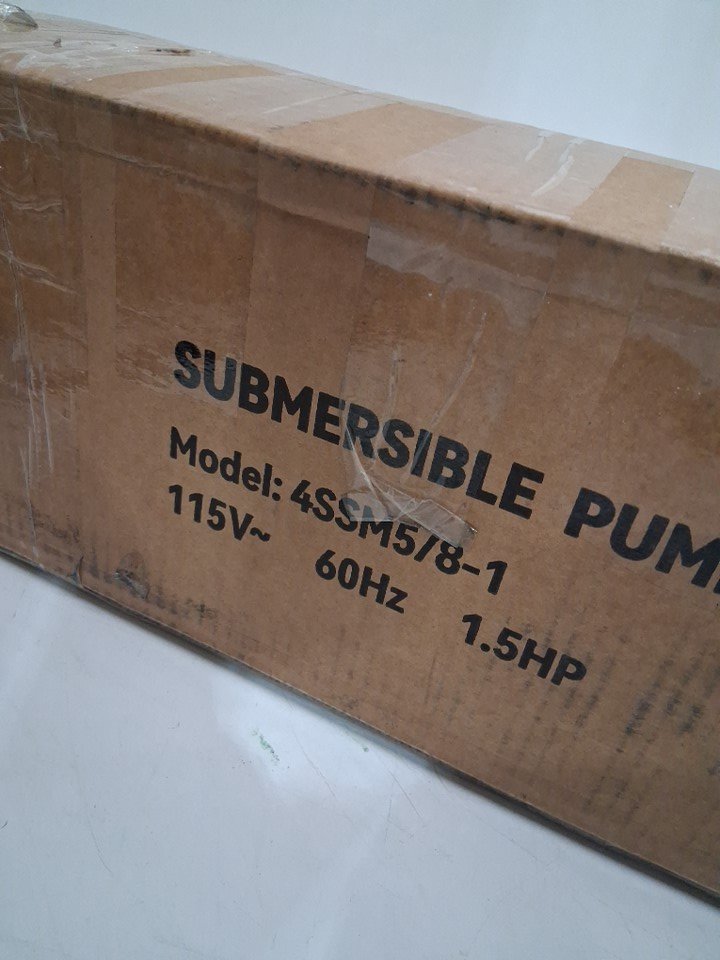 SUBMERSIBLE PUM
Model: 4SSM5/8-1
115V~ 60Hz 1.5HP